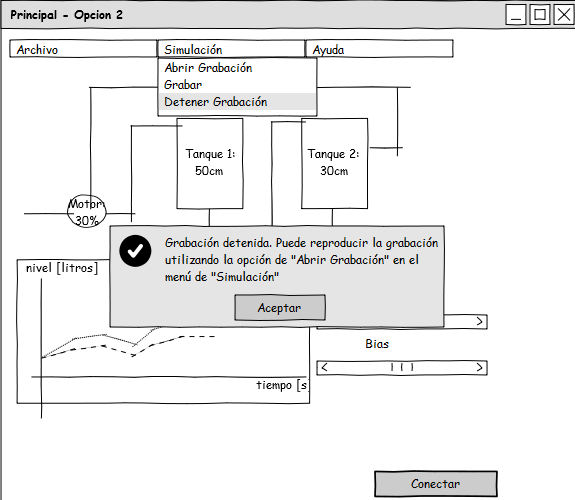 Principal - Opcion 2
Archivo
Simulación
Ayuda
Abrir Grabación
Grabar
Detener Grabación
Tanque 1:
50cm
Tanque 2:
30cm
Motor:
30%
Grabación detenida. Puede reproducir la grabación
utilizando la opción de "Abrir Grabación" en el
menú de "Simulación"
Aceptar
nivel [litros]
Bias
tiempo [s
Conectar